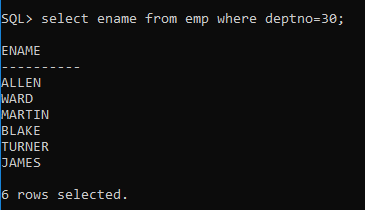 SQL> select ename from emp where deptno=30;
ENAME
----------
ALLEN
WARD
MARTIN
BLAKE
TURNER
JAMES
6 rows selected.